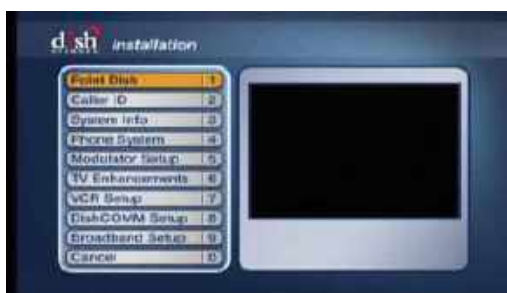 dish installation
NETWORK
Point Dish 1
Caller ID 2
System Info 3
Phone System 4
Modulator Setup 5
TV Enhancements 6
VCR Setup 7
DishCOMM Setup 8
Broadband Setup 9
Cancel 0